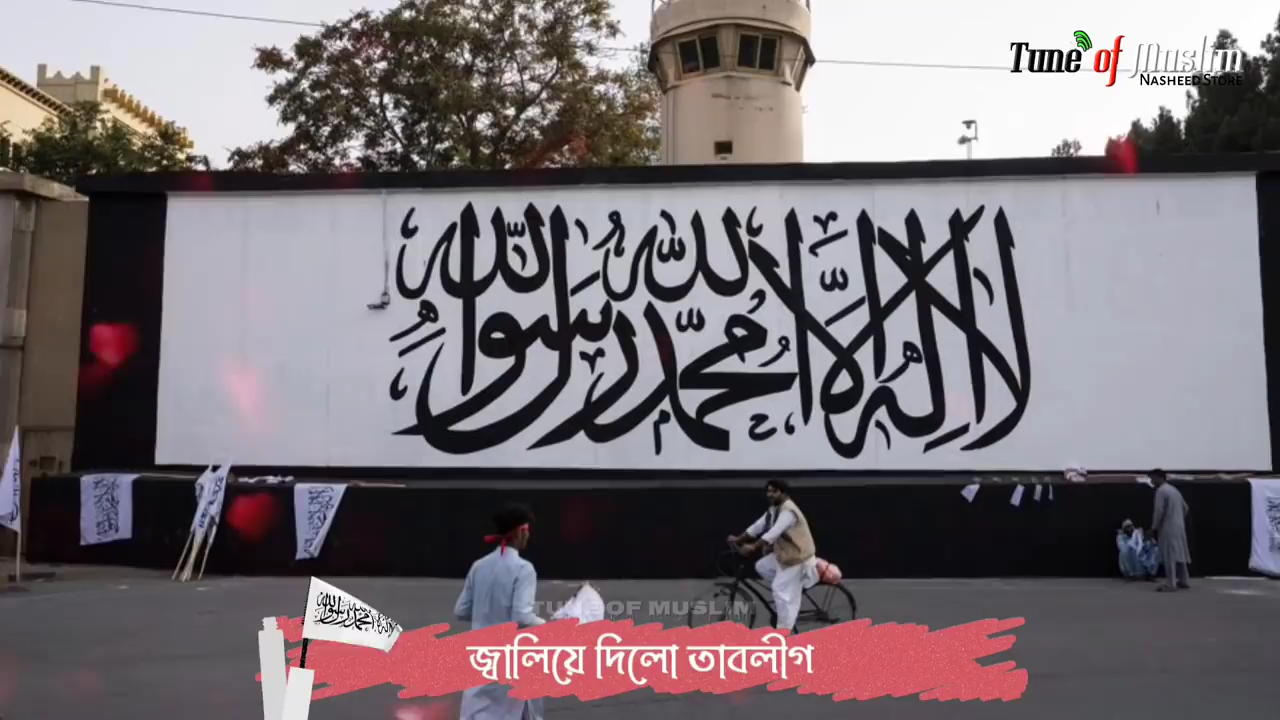 Tune of Muslim
NASHEED STORE
لا إله إلا الله محمد رسول الله
TUNE OF MUSLIM
জ্বালিয়ে দিলো তাবলীগ